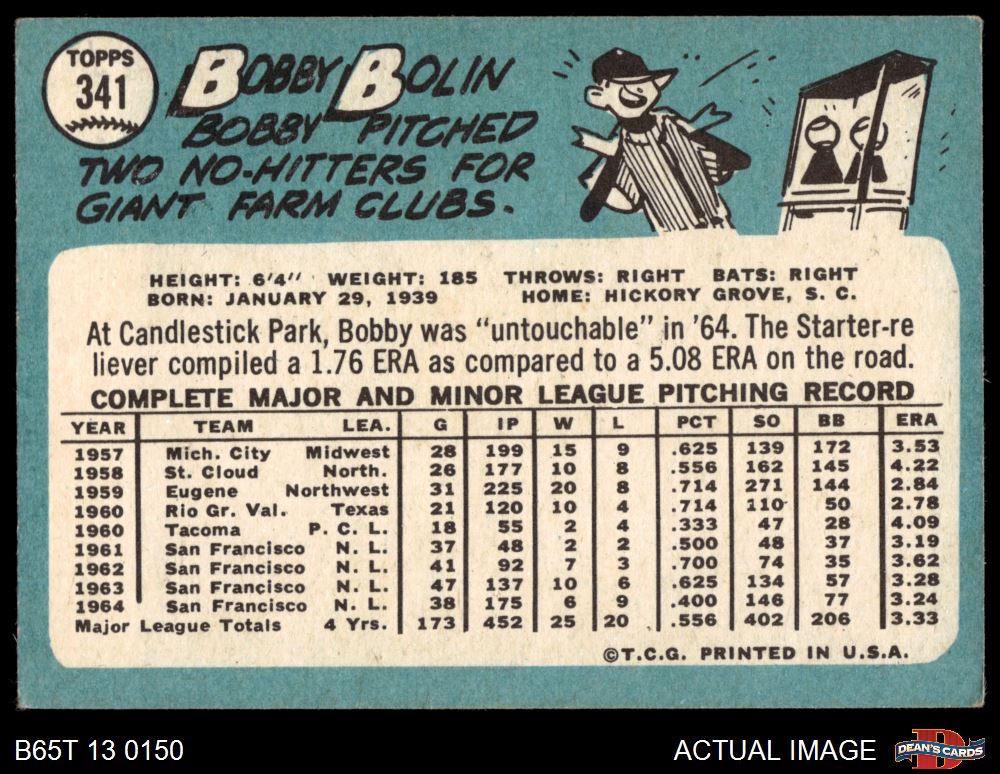 TOPPS
341
BOBBY BOLIN
BOBBY PITCHED
TWO NO-HITTERS FOR
GIANT FARM CLUBS.
HEIGHT: 6'4" WEIGHT: 185 THROWS: RIGHT BATS: RIGHT
BORN: JANUARY 29, 1939 HOME: HICKORY GROVE, S. C.
At Candlestick Park, Bobby was "untouchable" in '64. The Starter-re
liever compiled a 1.76 ERA as compared to a 5.08 ERA on the road.
COMPLETE MAJOR AND MINOR LEAGUE PITCHING RECORD
YEAR TEAM LEA. G IP W L PCT SO BB ERA
1957 Mich. City Midwest 28 199 15 9 .625 139 172 3.53
1958 St. Cloud North. 26 177 10 8 .556 162 145 4.22
1959 Eugene Northwest 31 225 20 8 .714 271 144 2.84
1960 Rio Gr. Val. Texas 21 120 10 4 .714 110 50 2.78
1960 Tacoma P. C. L. 18 55 2 4 .333 47 28 4.09
1961 San Francisco N. L. 37 48 2 2 .500 48 37 3.19
1962 San Francisco N. L. 41 92 7 3 .700 74 35 3.62
1963 San Francisco N. L. 47 137 10 6 .625 134 57 3.28
1964 San Francisco N. L. 38 175 6 9 .400 146 77 3.24
Major League Totals 4 Yrs. 173 452 25 20 .556 402 206 3.33
©T.C.G. PRINTED IN U.S.A.
B65T 13 0150 ACTUAL IMAGE DEAN'S CARDS